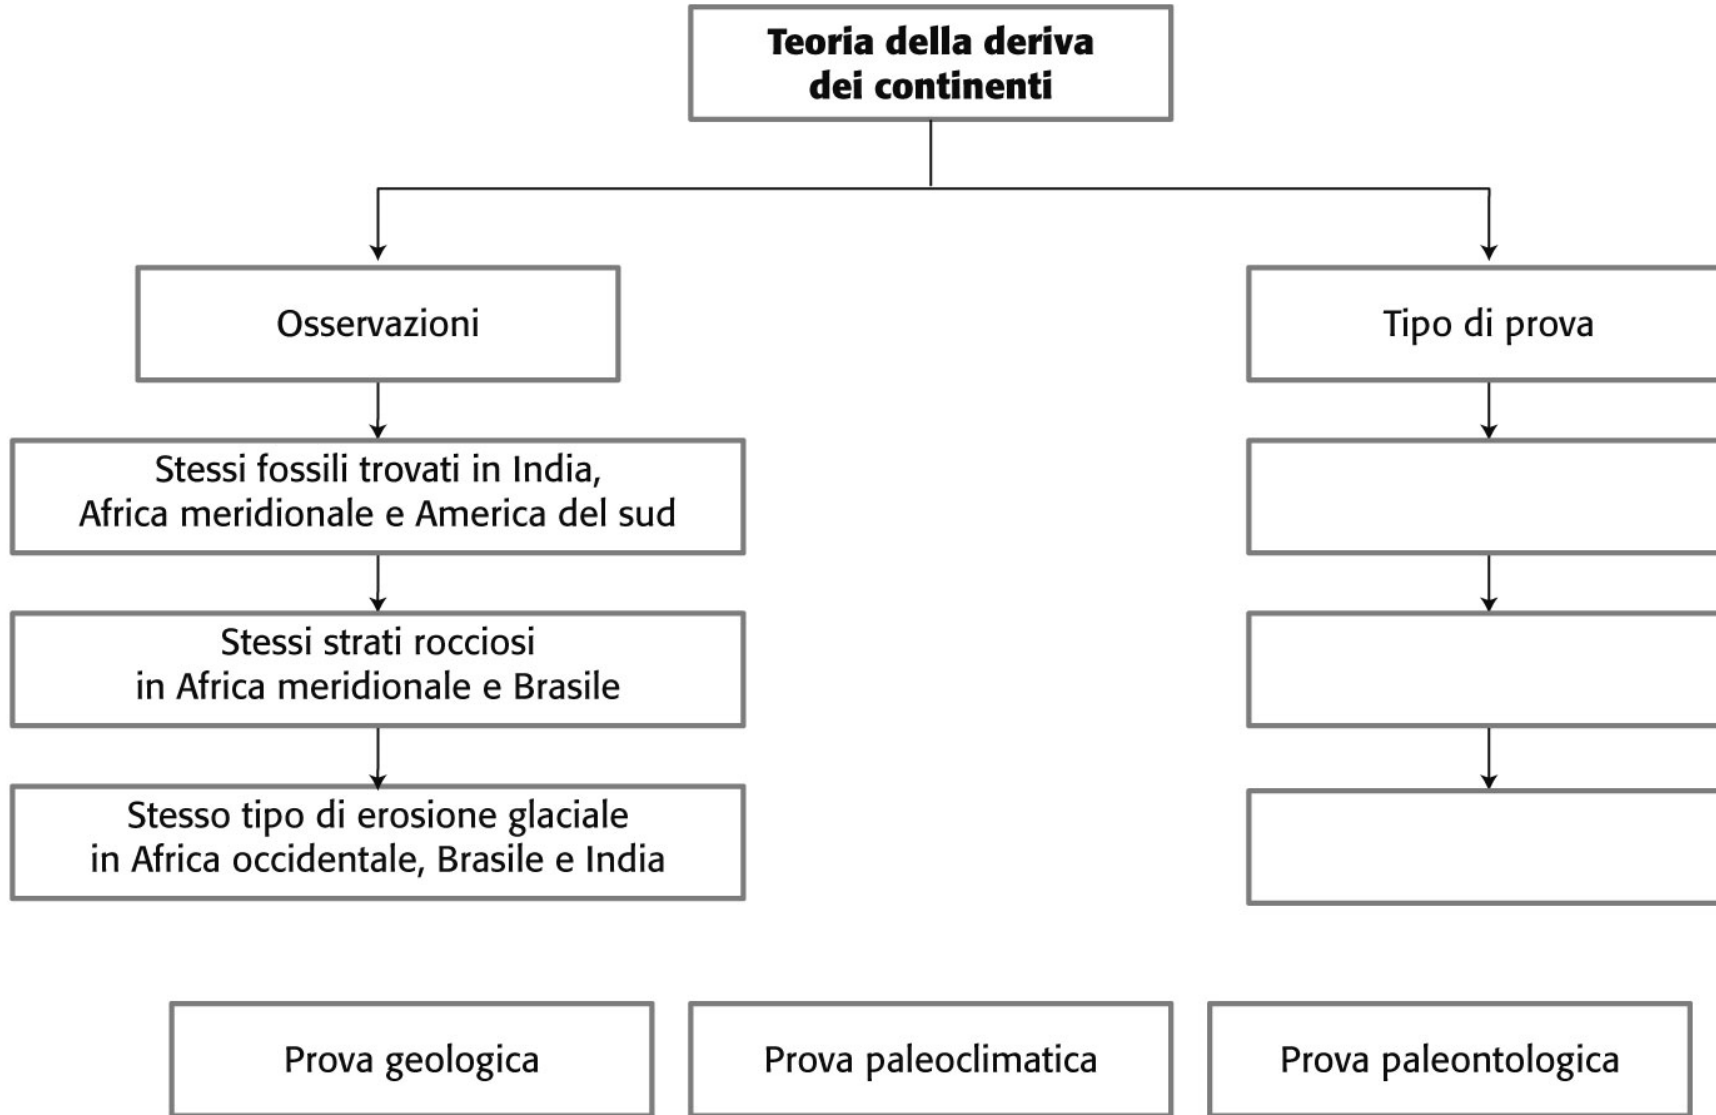 Teoria della deriva
dei continenti
Osservazioni
Tipo di prova
Stessi fossili trovati in India,
Africa meridionale e America del sud
Stessi strati rocciosi
in Africa meridionale e Brasile
Stesso tipo di erosione glaciale
in Africa occidentale, Brasile e India
Prova geologica
Prova paleoclimatica
Prova paleontologica